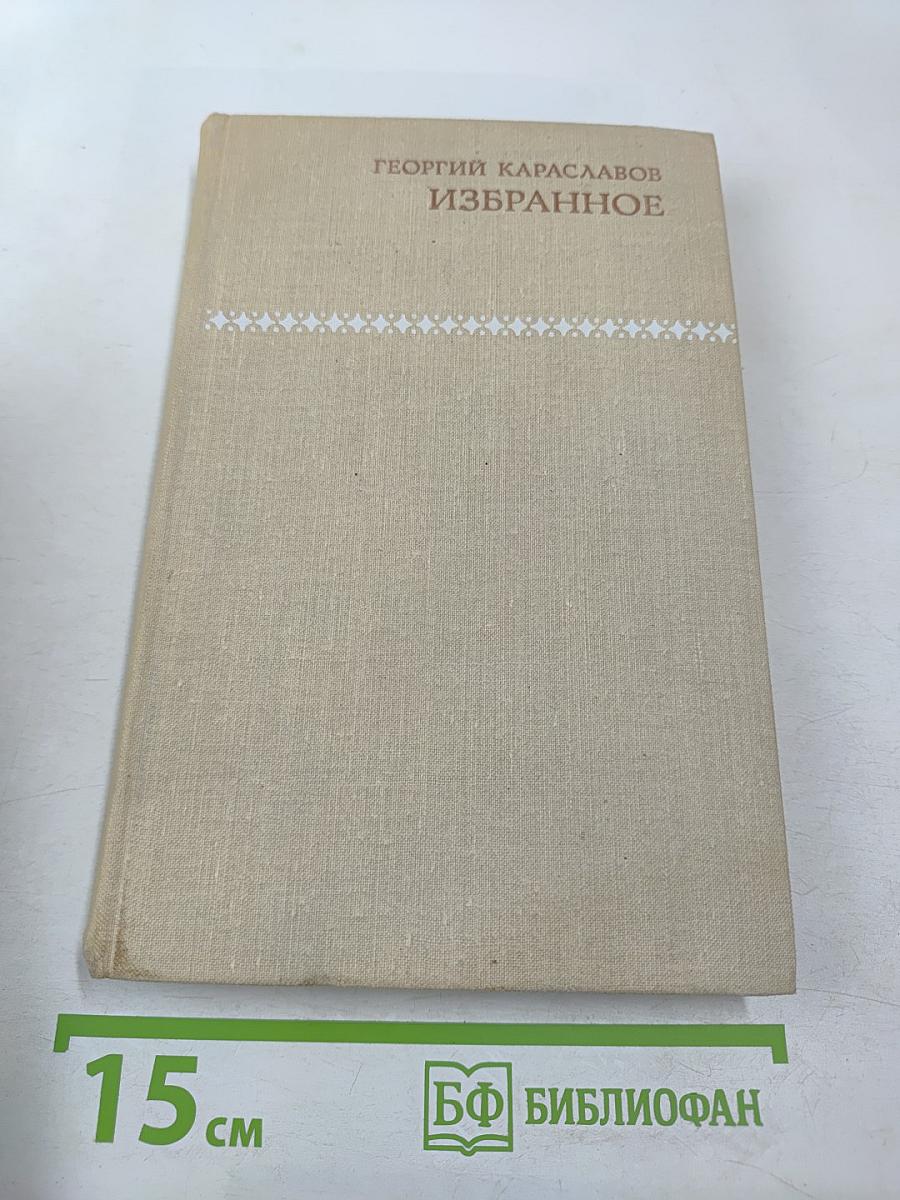 ГЕОРГИЙ КАРАСЛАВОВ
ИЗБРАННОЕ
15 см
БФ БИБЛИОФАН